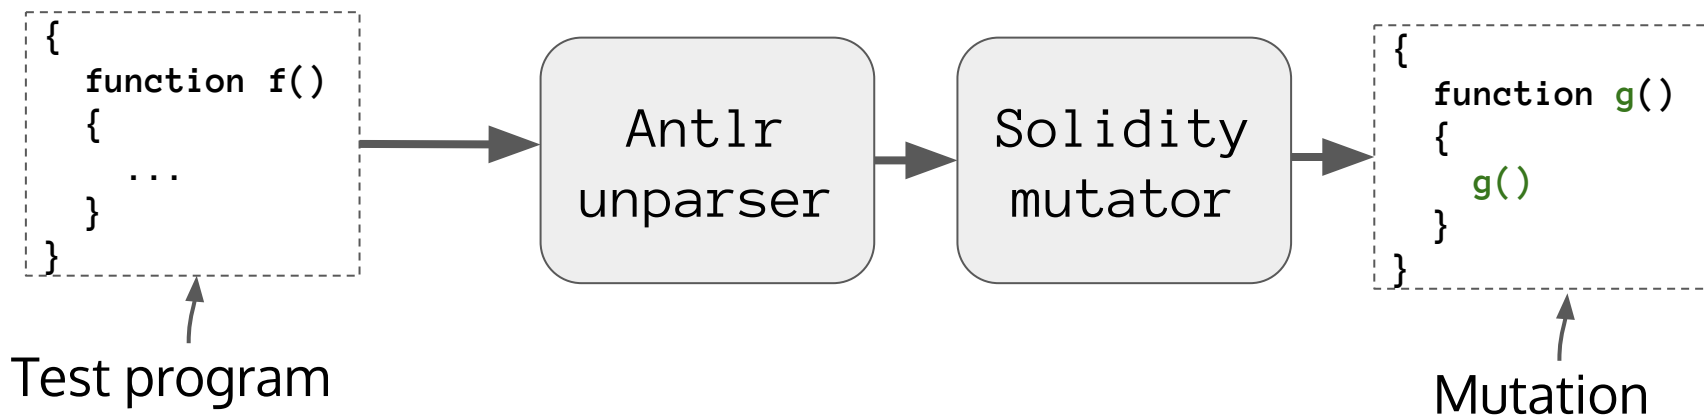 {
function f()
{
...
}
}
Test program
Antlr
unparser
Solidity
mutator
{
function g()
{
g()
}
}
Mutation